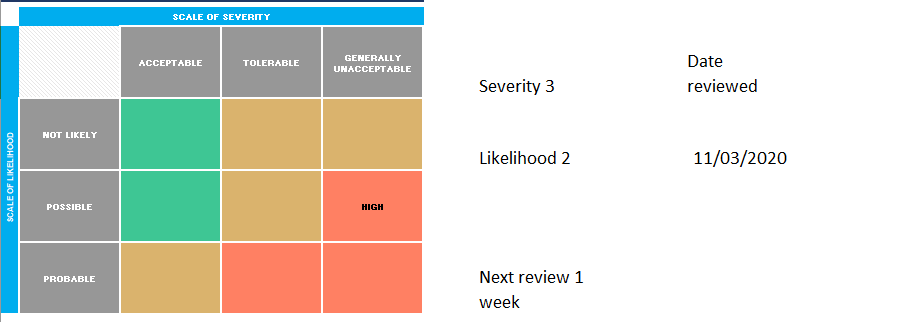 SCALE OF SEVERITY
ACCEPTABLE
TOLERABLE
GENERALLY
UNACCEPTABLE
SCALE OF LIKELIHOOD
NOT LIKELY
POSSIBLE
HIGH
PROBABLE
Severity 3
Date
reviewed
Likelihood 2
11/03/2020
Next review 1
week